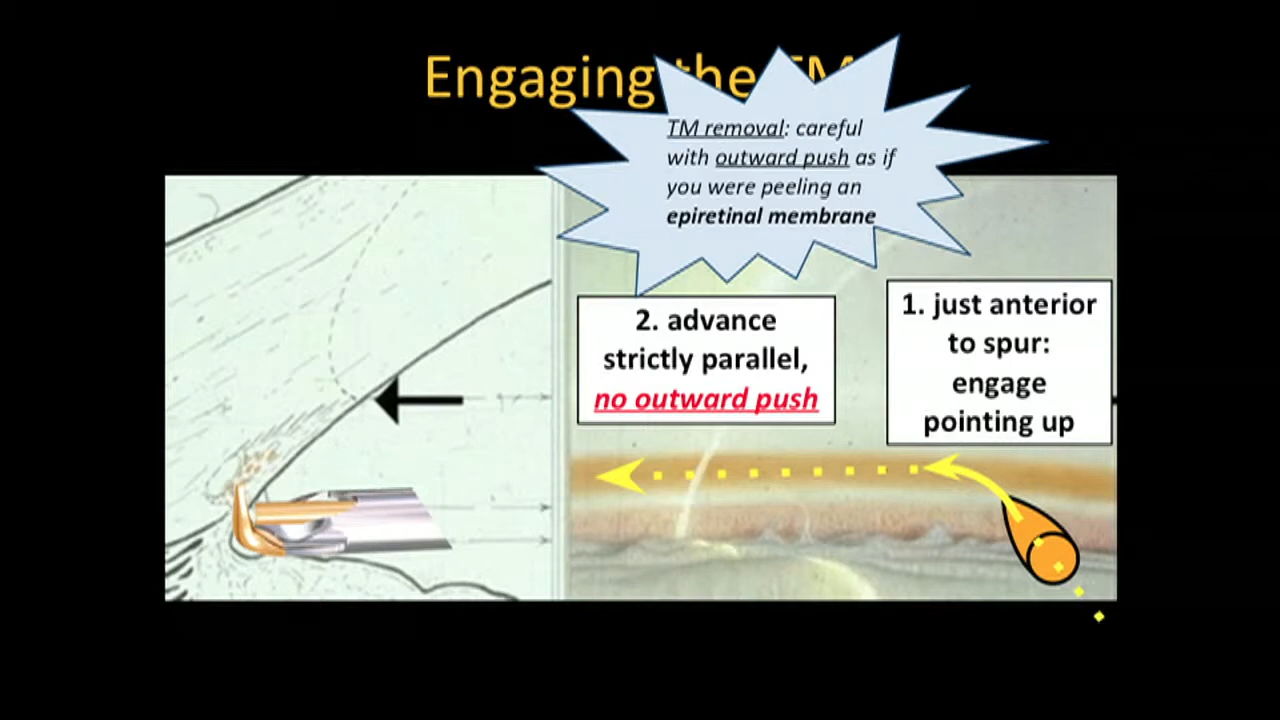 Engaging the TM
TM removal: careful
with outward push as if
you were peeling an
epiretinal membrane
2. advance
strictly parallel,
no outward push
1. just anterior
to spur:
engage
pointing up